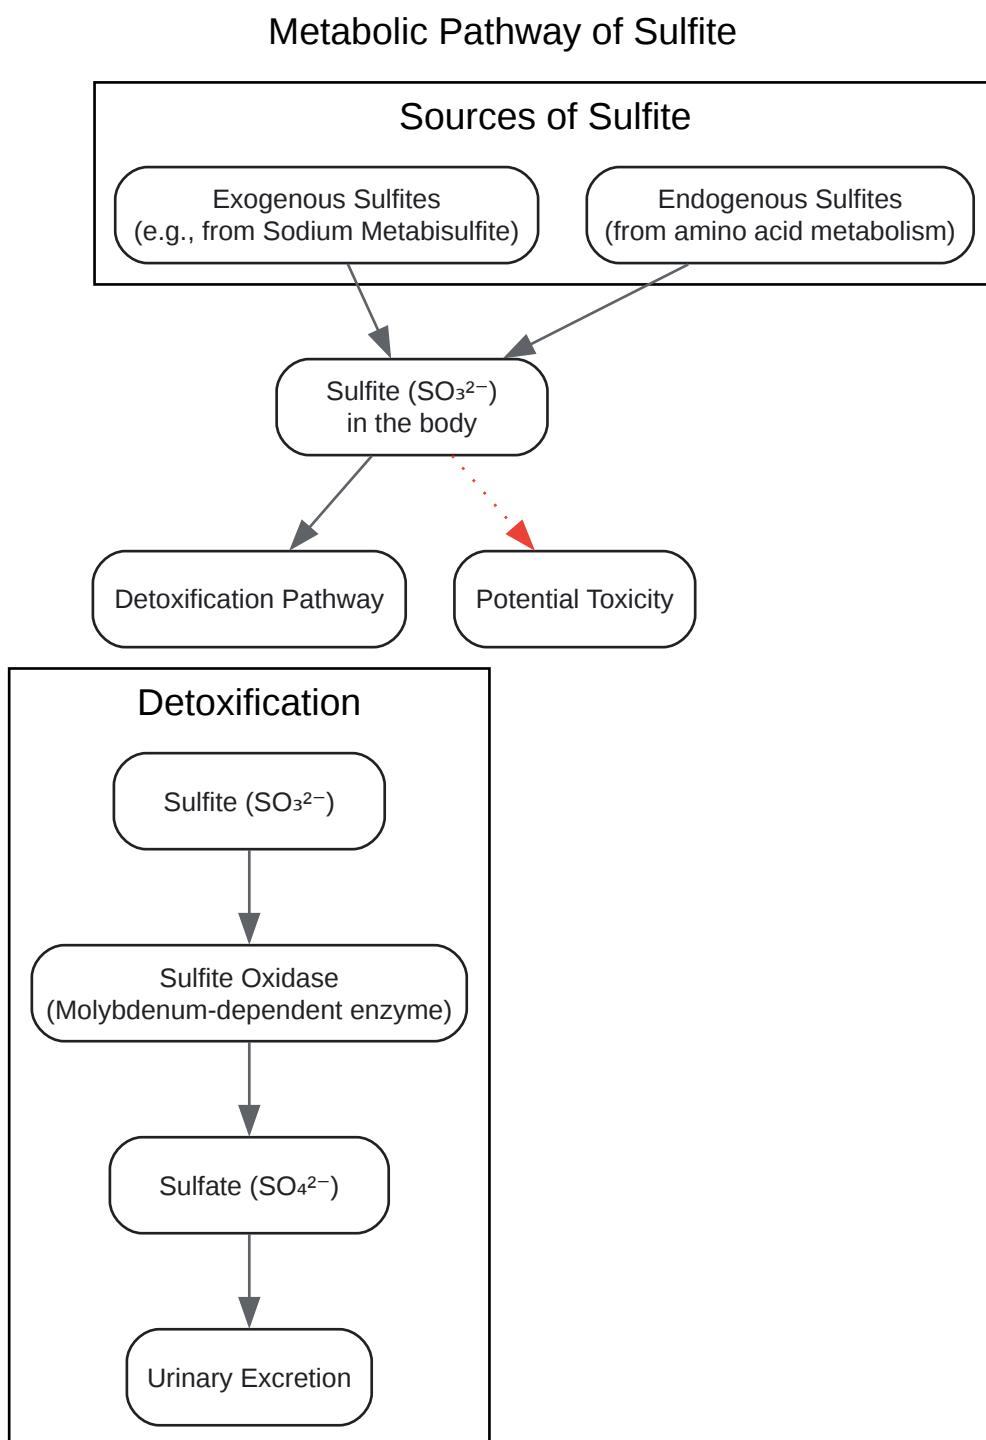 Metabolic Pathway of Sulfite
Sources of Sulfite
Exogenous Sulfites
(e.g., from Sodium Metabisulfite)
Endogenous Sulfites
(from amino acid metabolism)
Sulfite (SO₃²⁻)
in the body
Detoxification Pathway
Potential Toxicity
Detoxification
Sulfite (SO₃²⁻)
Sulfite Oxidase
(Molybdenum-dependent enzyme)
Sulfate (SO₄²⁻)
Urinary Excretion